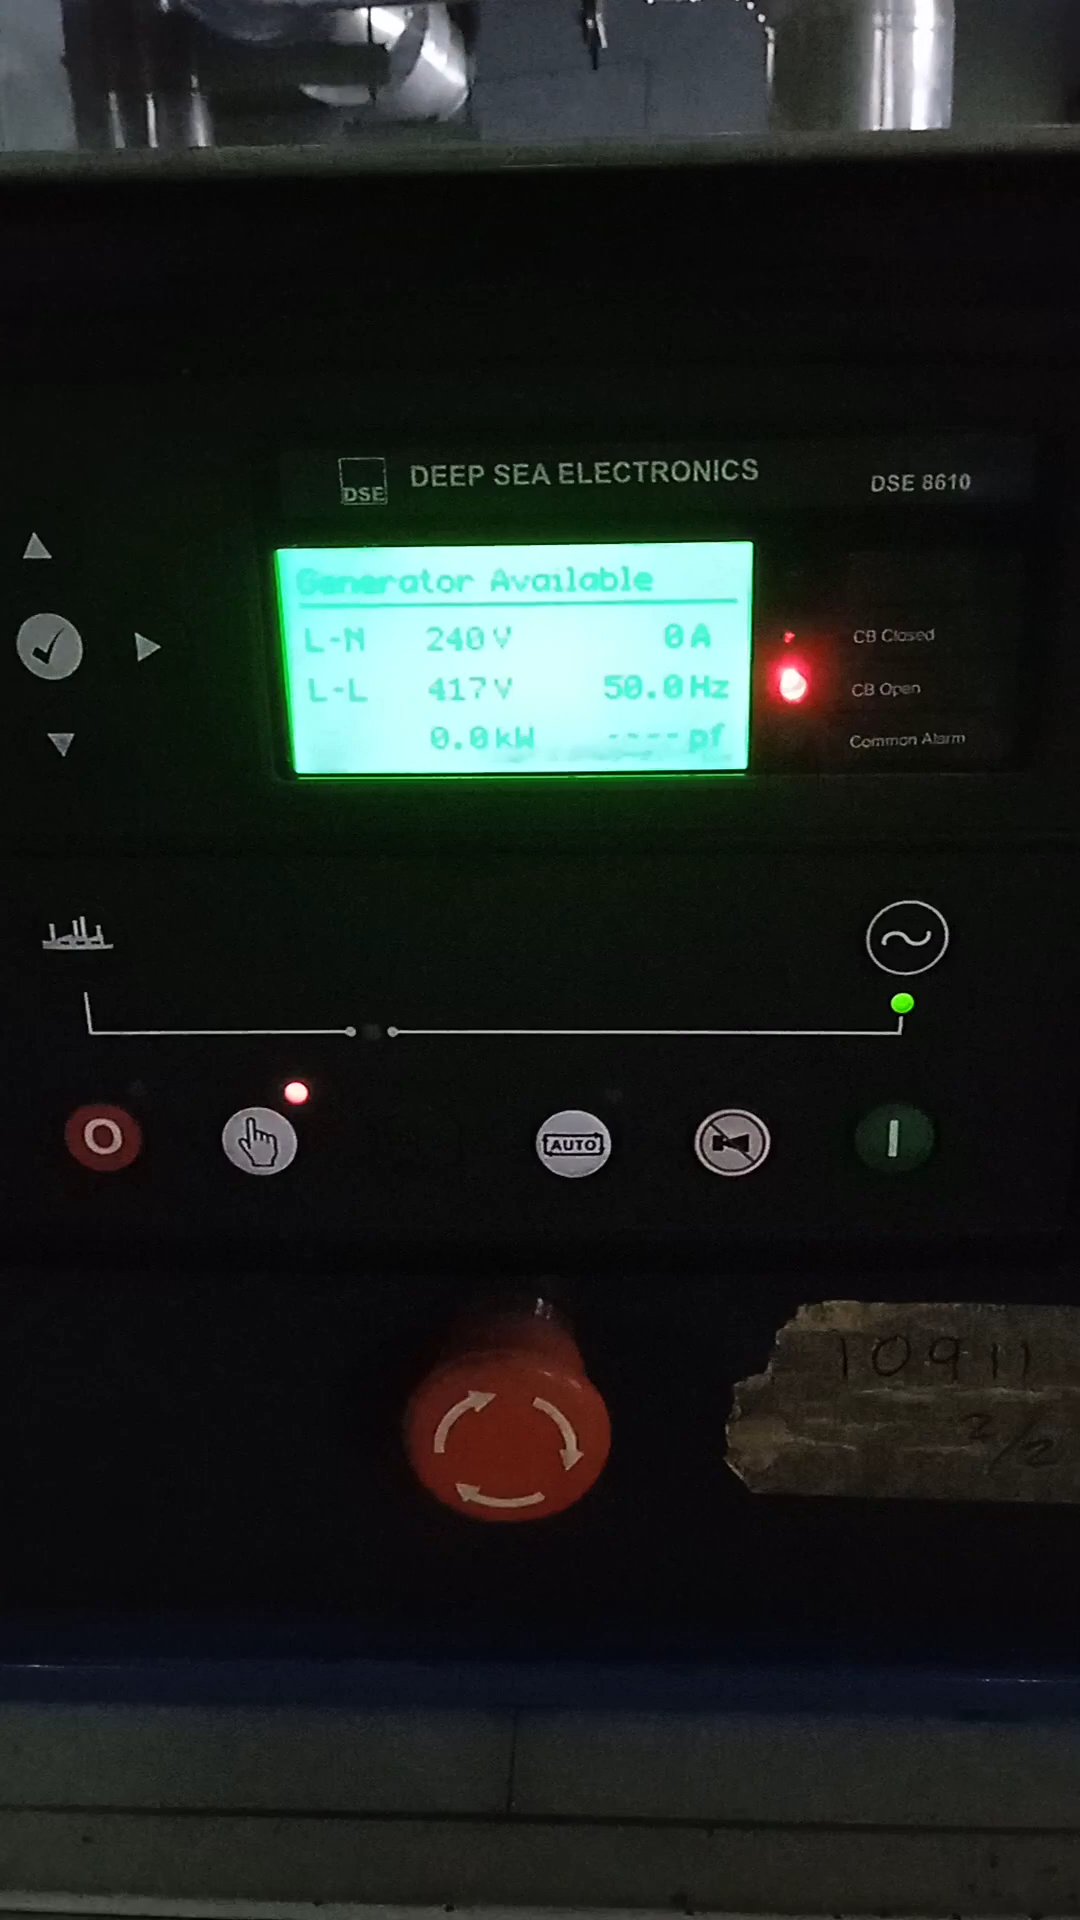 DSE
DEEP SEA ELECTRONICS
DSE 8610
Generator Available
L-N 240V 0A
L-L 417V 50.0Hz
0.0kW ---- pf
CB Closed
CB Open
Common Alarm
AUTO
10911
2/2